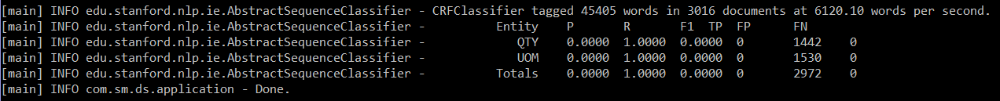 [main] INFO edu.stanford.nlp.ie.AbstractSequenceClassifier - CRFClassifier tagged 45405 words in 3016 documents at 6120.10 words per second.
[main] INFO edu.stanford.nlp.ie.AbstractSequenceClassifier - Entity P R F1 TP FP FN
[main] INFO edu.stanford.nlp.ie.AbstractSequenceClassifier - QTY 0.0000 1.0000 0.0000 0 1442 0
[main] INFO edu.stanford.nlp.ie.AbstractSequenceClassifier - UOM 0.0000 1.0000 0.0000 0 1530 0
[main] INFO edu.stanford.nlp.ie.AbstractSequenceClassifier - Totals 0.0000 1.0000 0.0000 0 2972 0
[main] INFO com.sm.ds.application - Done.